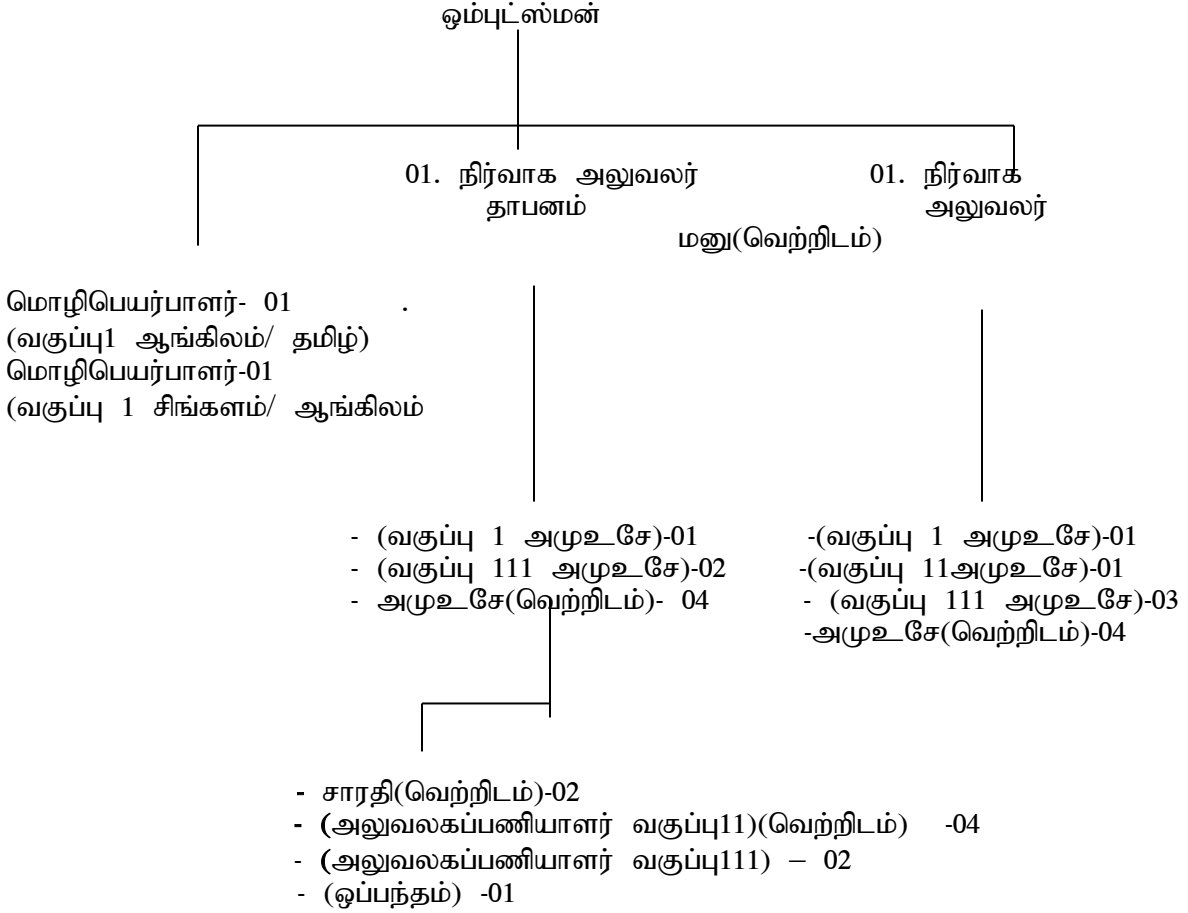 ஒம்புட்ஸ்மன்
01. நிர்வாக அலுவலர்
தாபனம்
01. நிர்வாக
அலுவலர்
மனு(வெற்றிடம்)
மொழிபெயர்பாளர்- 01 .
(வகுப்பு1 ஆங்கிலம்/ தமிழ்)
மொழிபெயர்பாளர்-01
(வகுப்பு 1 சிங்களம்/ ஆங்கிலம்
- (வகுப்பு 1 அமுஉசே)-01
- (வகுப்பு 111 அமுஉசே)-02
- அமுஉசே(வெற்றிடம்)- 04
-(வகுப்பு 1 அமுஉசே)-01
-(வகுப்பு 11அமுஉசே)-01
- (வகுப்பு 111 அமுஉசே)-03
-அமுஉசே(வெற்றிடம்)-04
- சாரதி(வெற்றிடம்)-02
- (அலுவலகப்பணியாளர் வகுப்பு11)(வெற்றிடம்) -04
- (அலுவலகப்பணியாளர் வகுப்பு111) – 02
- (ஒப்பந்தம்) -01